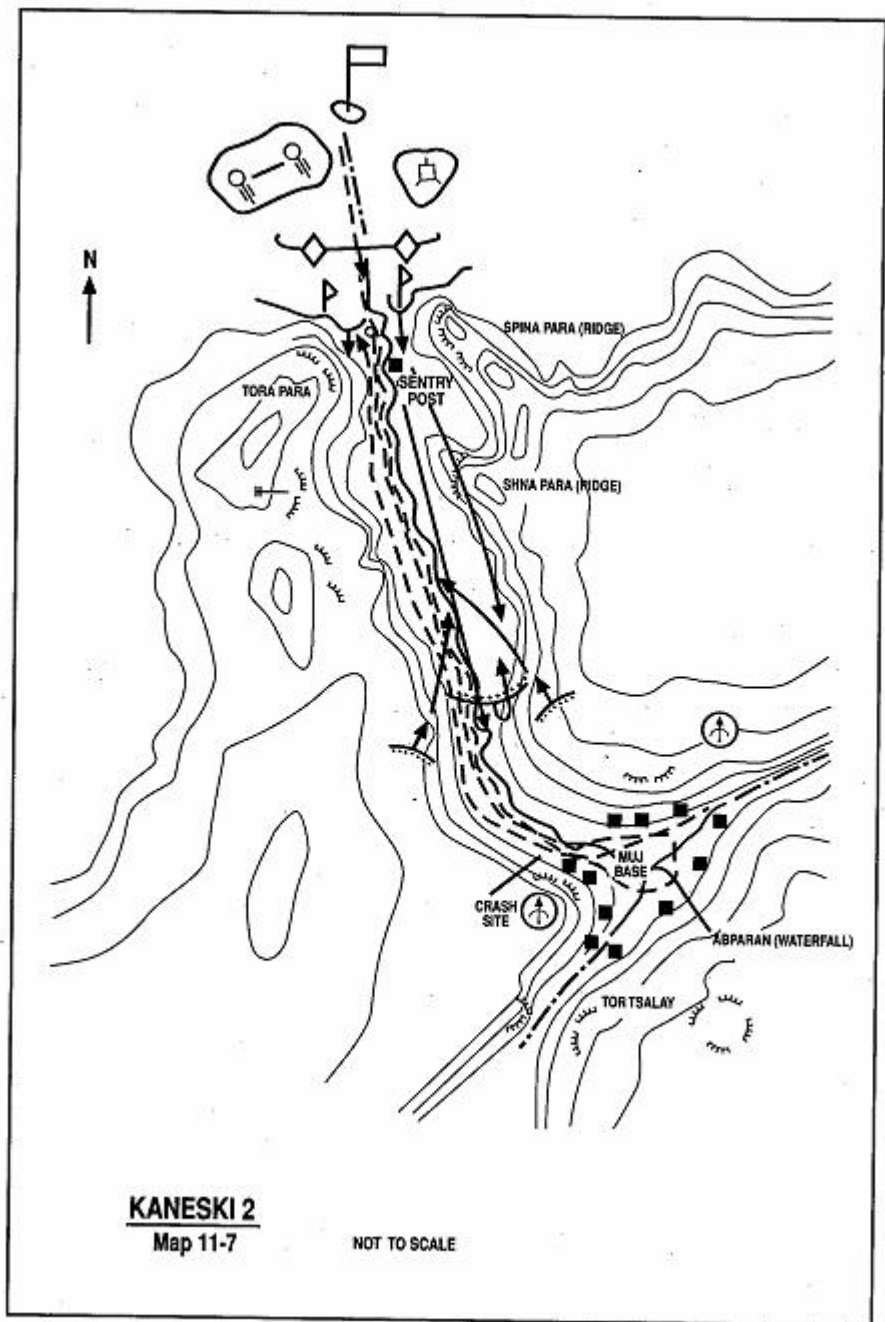 N
SPINA PARA (RIDGE)
TORA PARA
SENTRY
POST
SHNA PARA (RIDGE)
MUJ
BASE
CRASH
SITE
ABPARAN (WATERFALL)
TOR TSALAY
KANESKI 2
Map 11-7
NOT TO SCALE